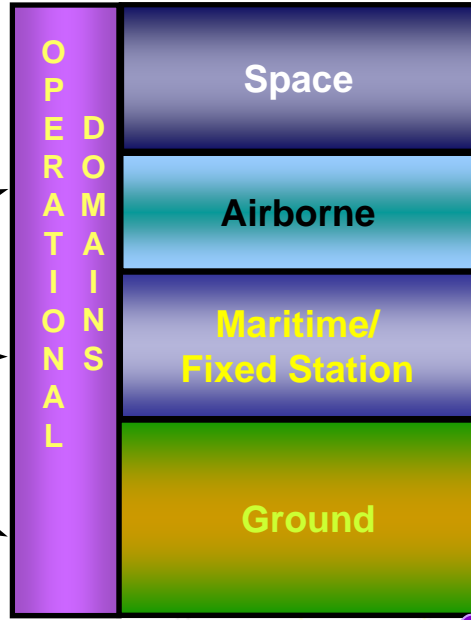 OPERATIONAL
DOMAINS
Space
Airborne
Maritime/
Fixed Station
Ground